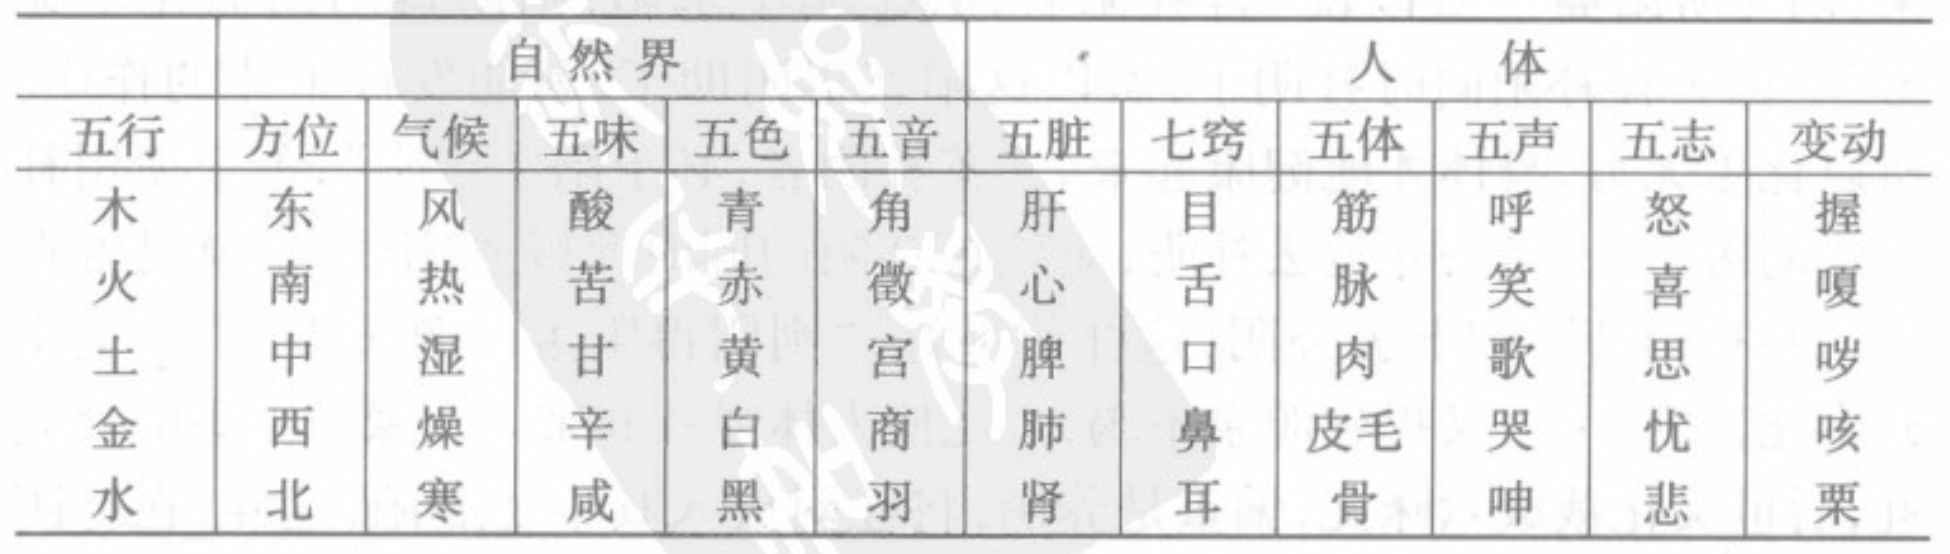 自然界 人体
五行 方位 气候 五味 五色 五音 五脏 七窍 五体 五声 五志 变动
木 东 风 酸 青 角 肝 目 筋 呼 怒 握
火 南 热 苦 赤 徵 心 舌 脉 笑 喜 嗄
土 中 湿 甘 黄 宫 脾 口 肉 歌 思 哕
金 西 燥 辛 白 商 肺 鼻 皮毛 哭 忧 咳
水 北 寒 咸 黑 羽 肾 耳 骨 呻 悲 栗